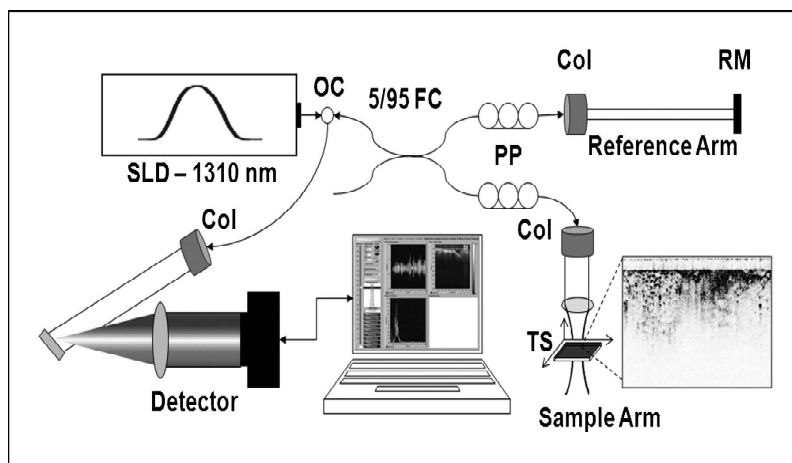 Col
RM
OC
5/95 FC
Reference Arm
SLD – 1310 nm
PP
Col
Col
TS
Detector
Sample Arm